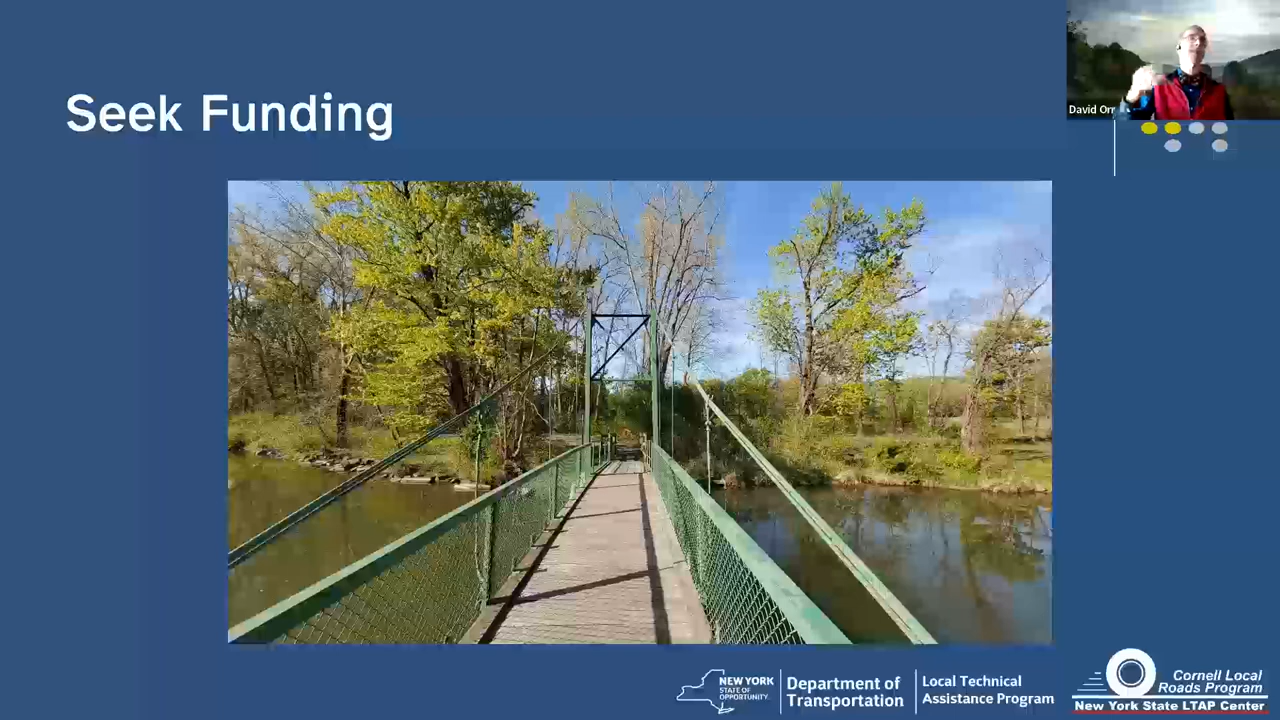 Seek Funding
David Orr
NEW YORK
STATE OF
OPPORTUNITY.
Department of
Transportation
Local Technical
Assistance Program
Cornell Local
Roads Program
New York State LTAP Center